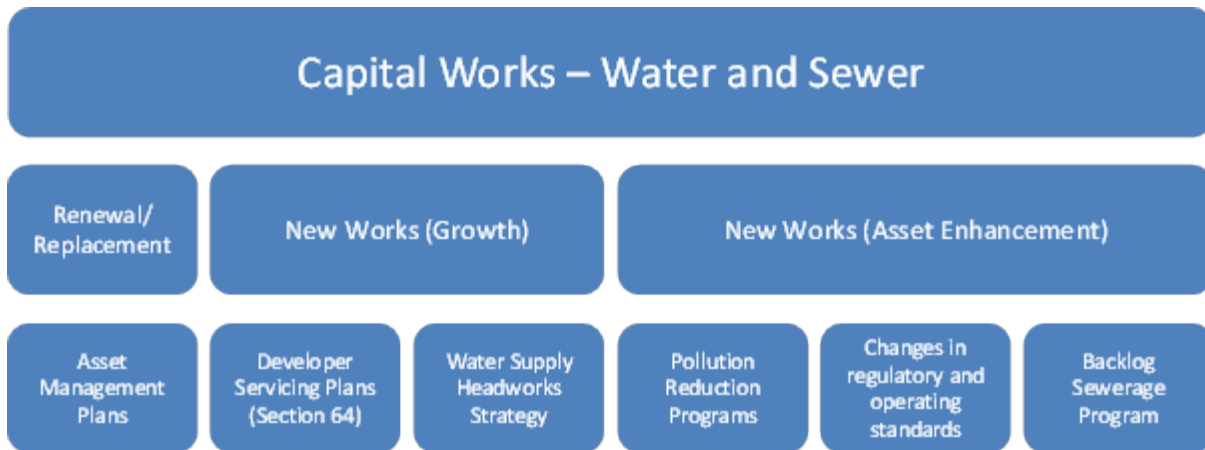 Capital Works – Water and Sewer
Renewal/
Replacement
New Works (Growth)
New Works (Asset Enhancement)
Asset
Management
Plans
Developer
Servicing Plans
(Section 64)
Water Supply
Headworks
Strategy
Pollution
Reduction
Programs
Changes in
regulatory and
operating
standards
Backlog
Sewerage
Program